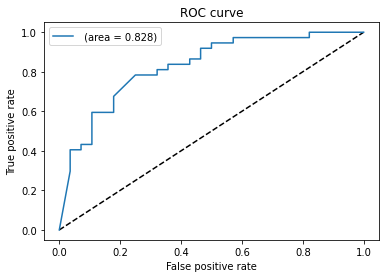 ROC curve
(area = 0.828)
True positive rate
1.0
0.8
0.6
0.4
0.2
0.0
0.0 0.2 0.4 0.6 0.8 1.0
False positive rate